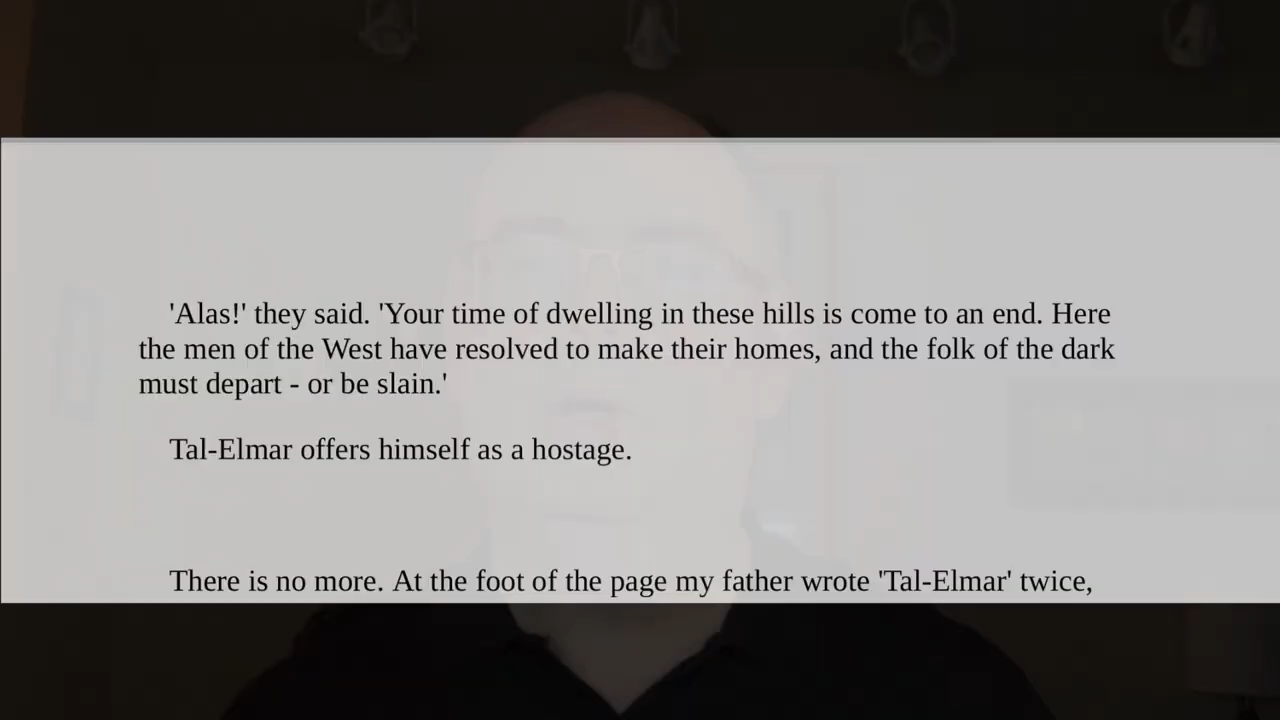 'Alas!' they said. 'Your time of dwelling in these hills is come to an end. Here
the men of the West have resolved to make their homes, and the folk of the dark
must depart - or be slain.'
Tal-Elmar offers himself as a hostage.
There is no more. At the foot of the page my father wrote 'Tal-Elmar' twice,